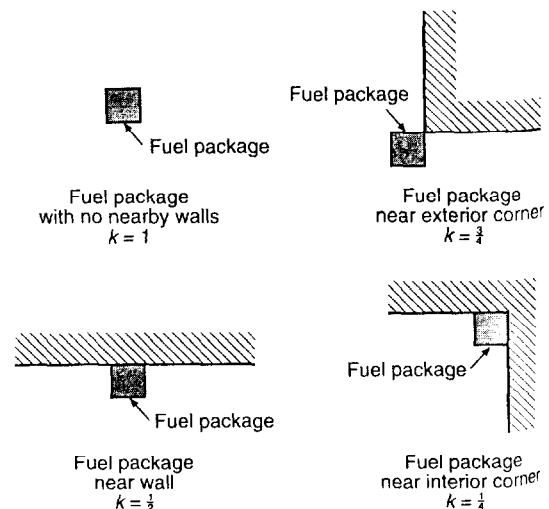 Fuel package
Fuel package
with no nearby walls
k = 1
Fuel package
Fuel package
near exterior corner
k = 3/4
Fuel package
Fuel package
near wall
k = 1/2
Fuel package
Fuel package
near interior corner
k = 1/4